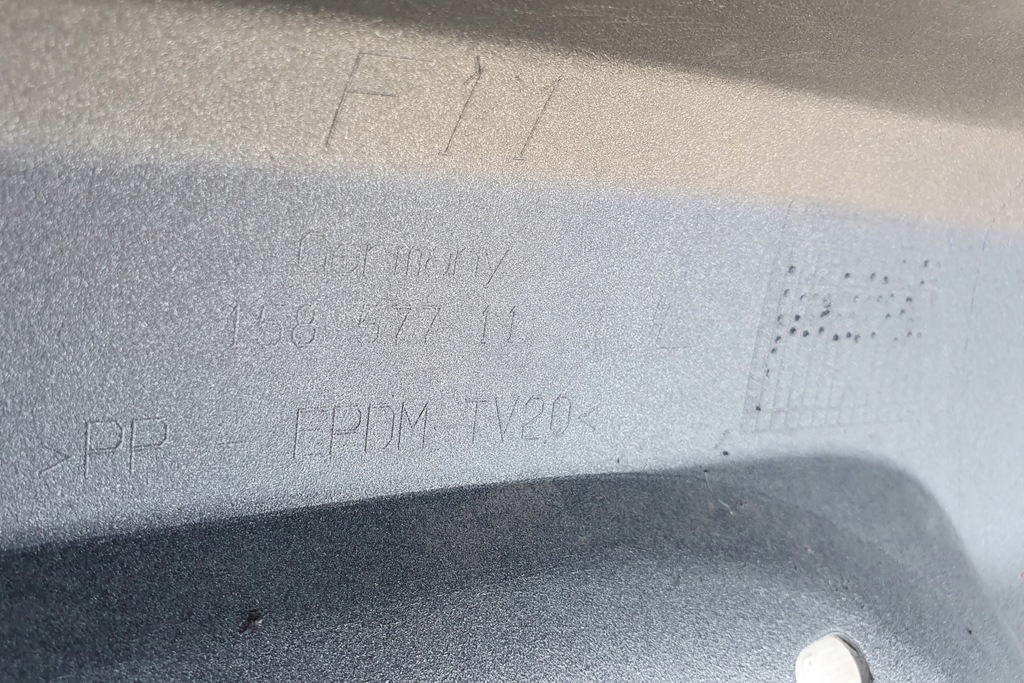 F11
Germany
158 577 11
>PP - EPDM-TV20<